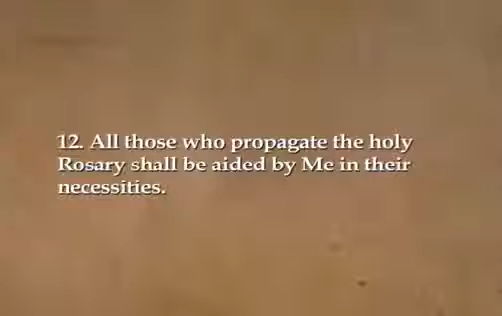 12. All those who propagate the holy
Rosary shall be aided by Me in their
necessities.